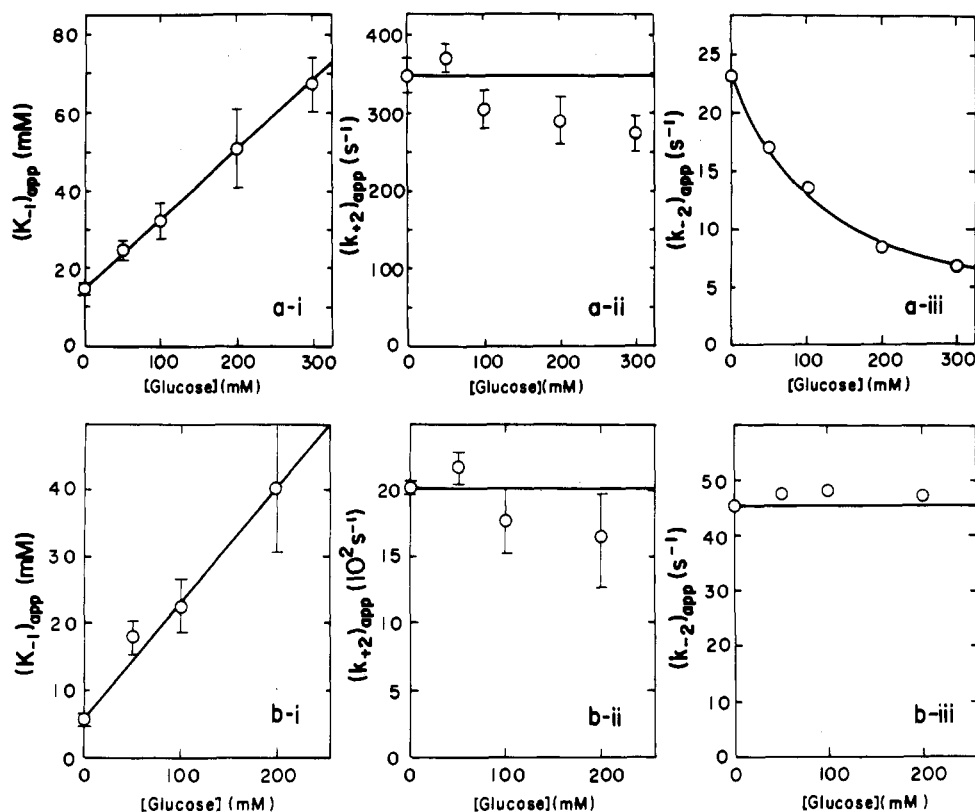 80
60
40
20
0
(K₋₁)app (mM)
a-i
0 100 200 300
[Glucose] (mM)
400
300
200
100
0
(k₊₂)app (s⁻¹)
a-ii
0 100 200 300
[Glucose] (mM)
25
20
15
10
5
0
(k₋₂)app (s⁻¹)
a-iii
0 100 200 300
[Glucose] (mM)
40
30
20
10
0
(K₋₁)app (mM)
b-i
0 100 200
[Glucose] (mM)
20
15
10
5
0
(k₊₂)app (10² s⁻¹)
b-ii
0 100 200
[Glucose] (mM)
50
40
30
20
10
0
(k₋₂)app (s⁻¹)
b-iii
0 100 200
[Glucose] (mM)